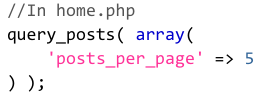 //In home.php
query_posts( array(
    'posts_per_page' => 5
) );